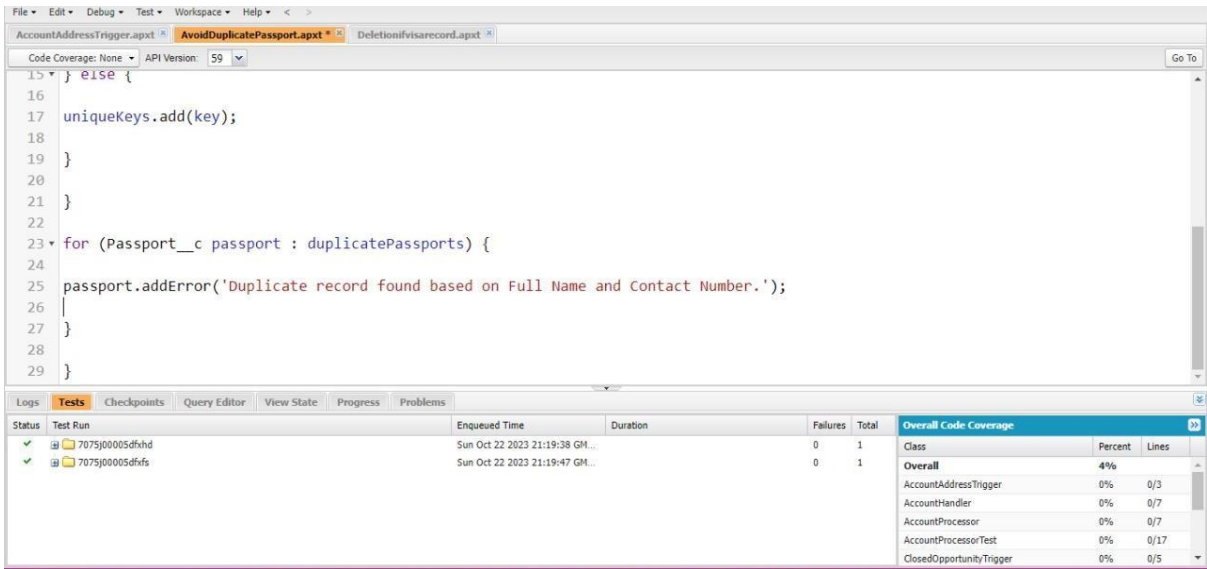 File Edit Debug Test Workspace Help < >
AccountAddressTrigger.apxt AvoidDuplicatePassport.apxt * Deletionifvisarecord.apxt
Code Coverage: None API Version: 59 Go To
15 } else {
16
17 uniqueKeys.add(key);
18
19 }
20
21 }
22
23 for (Passport__c passport : duplicatePassports) {
24
25 passport.addError('Duplicate record found based on Full Name and Contact Number.');
26
27 }
28
29 }
Logs Tests Checkpoints Query Editor View State Progress Problems
Status Test Run Enqueued Time Duration Failures Total
7075j00005dfxhd Sun Oct 22 2023 21:19:38 GM... 0 1
7075j00005dfxfs Sun Oct 22 2023 21:19:47 GM... 0 1
Overall Code Coverage
Class Percent Lines
Overall 4%
AccountAddressTrigger 0% 0/3
AccountHandler 0% 0/7
AccountProcessor 0% 0/7
AccountProcessorTest 0% 0/17
ClosedOpportunityTrigger 0% 0/5